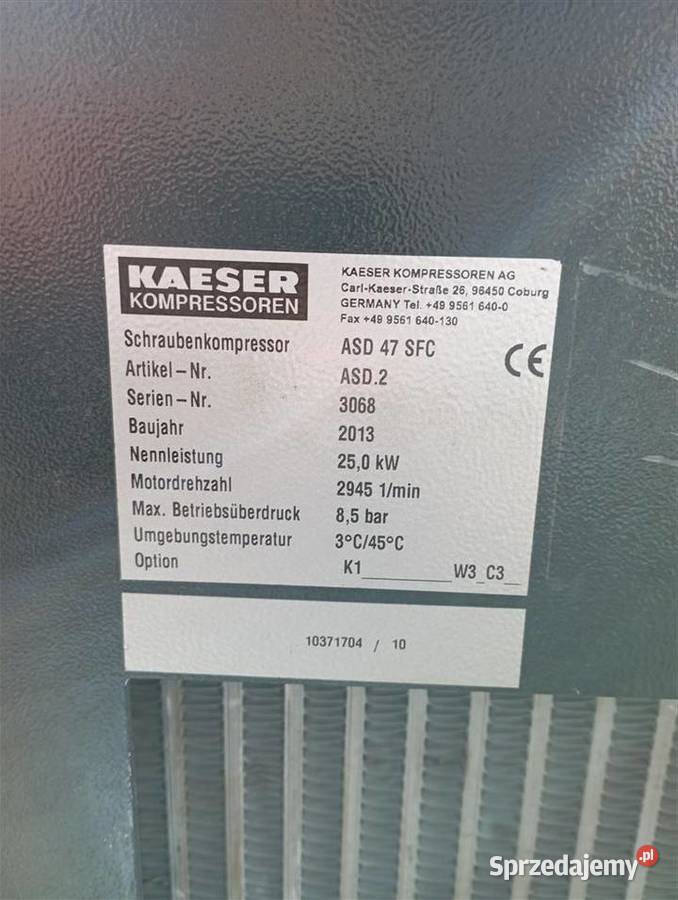 KAESER
KOMPRESSOREN
KAESER KOMPRESSOREN AG
Carl-Kaeser-Straße 26, 96450 Coburg
GERMANY Tel. +49 9561 640-0
Fax +49 9561 640-130
Schraubenkompressor ASD 47 SFC
CE
Artikel-Nr. ASD.2
Serien-Nr. 3068
Baujahr 2013
Nennleistung 25,0 kW
Motordrehzahl 2945 1/min
Max. Betriebsüberdruck 8,5 bar
Umgebungstemperatur 3°C/45°C
Option K1_________W3_C3__
10371704 / 10
Sprzedajemy.pl